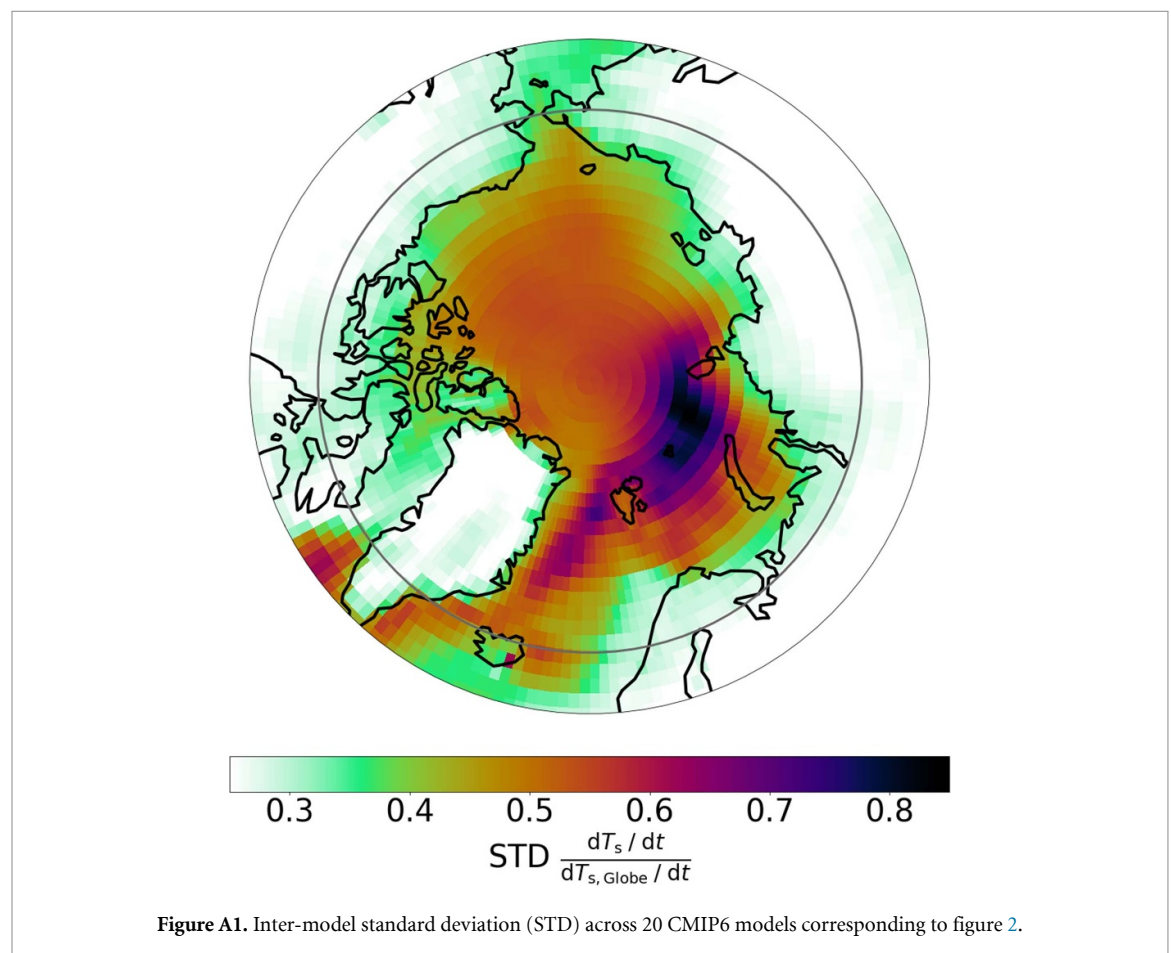 0.3 0.4 0.5 0.6 0.7 0.8
STD dTs / dt
dTs, Globe / dt
Figure A1. Inter-model standard deviation (STD) across 20 CMIP6 models corresponding to figure 2.